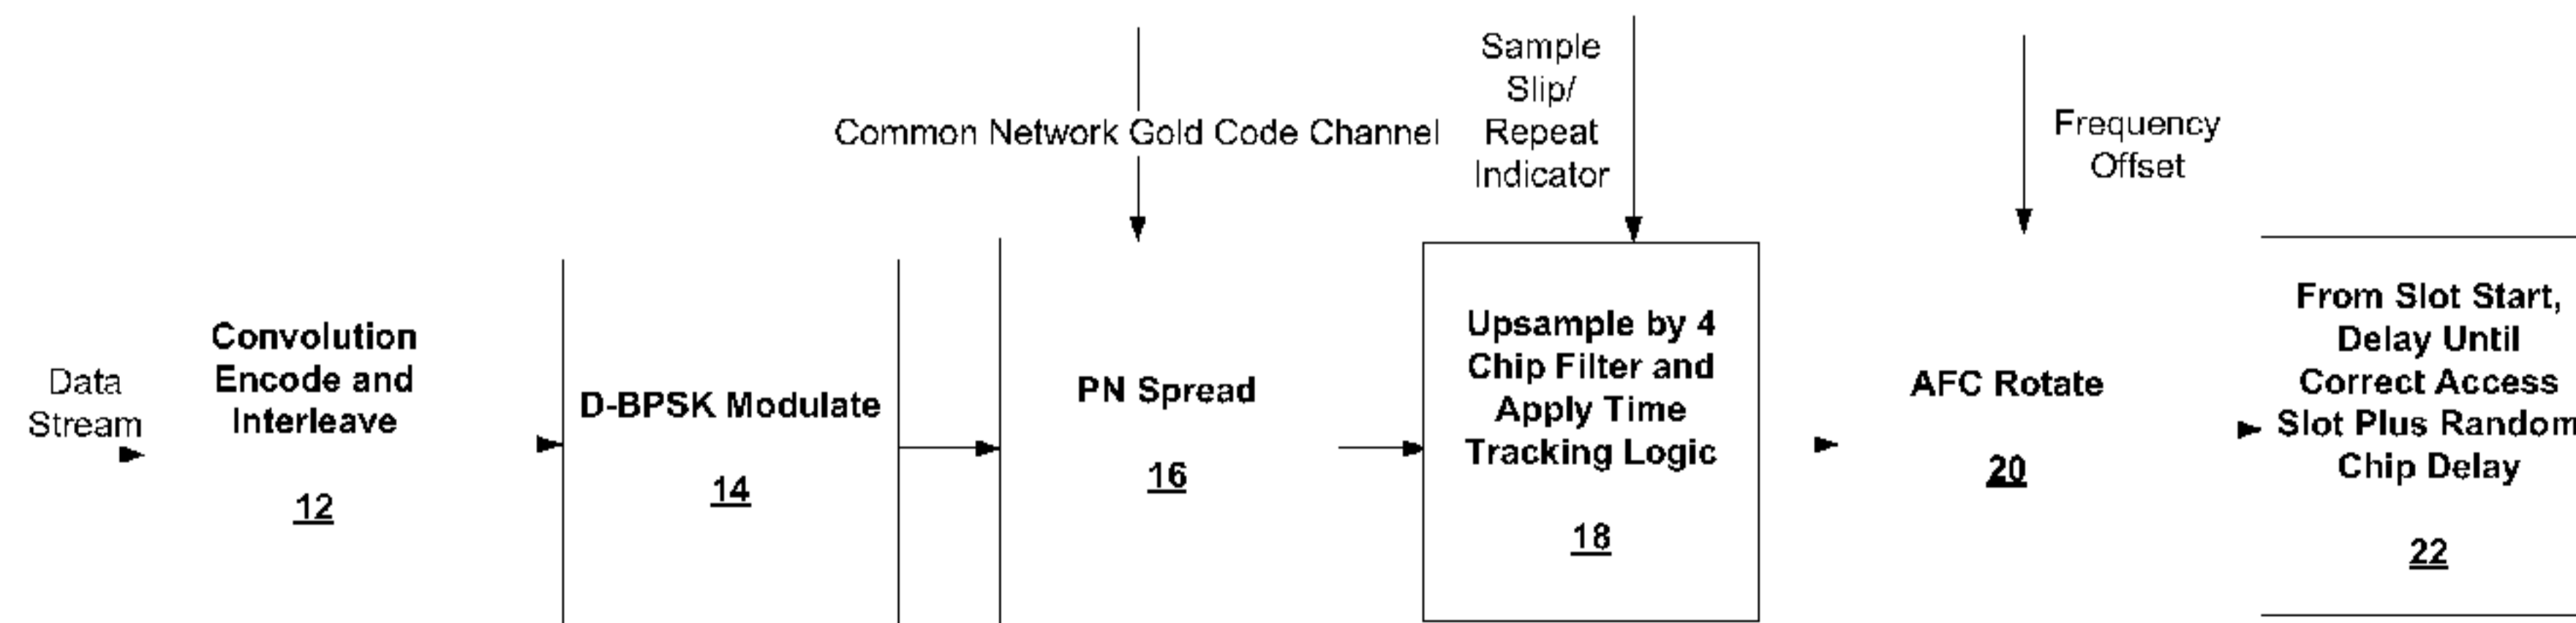 Data
Stream
Convolution
Encode and
Interleave
12
D-BPSK Modulate
14
Common Network Gold Code Channel
PN Spread
16
Sample
Slip/
Repeat
Indicator
Upsample by 4
Chip Filter and
Apply Time
Tracking Logic
18
Frequency
Offset
AFC Rotate
20
From Slot Start,
Delay Until
Correct Access
Slot Plus Random
Chip Delay
22